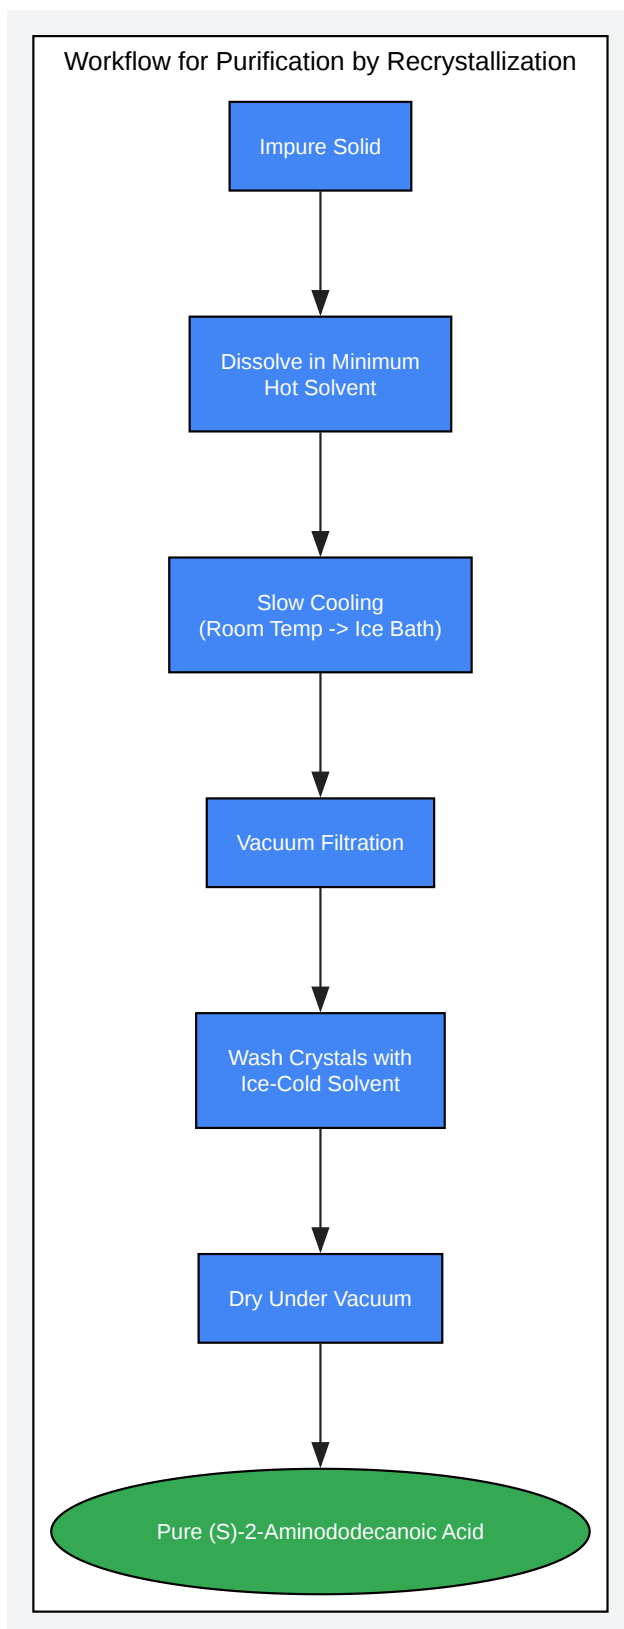 Workflow for Purification by Recrystallization
Impure Solid
Dissolve in Minimum
Hot Solvent
Slow Cooling
(Room Temp -> Ice Bath)
Vacuum Filtration
Wash Crystals with
Ice-Cold Solvent
Dry Under Vacuum
Pure (S)-2-Aminododecanoic Acid